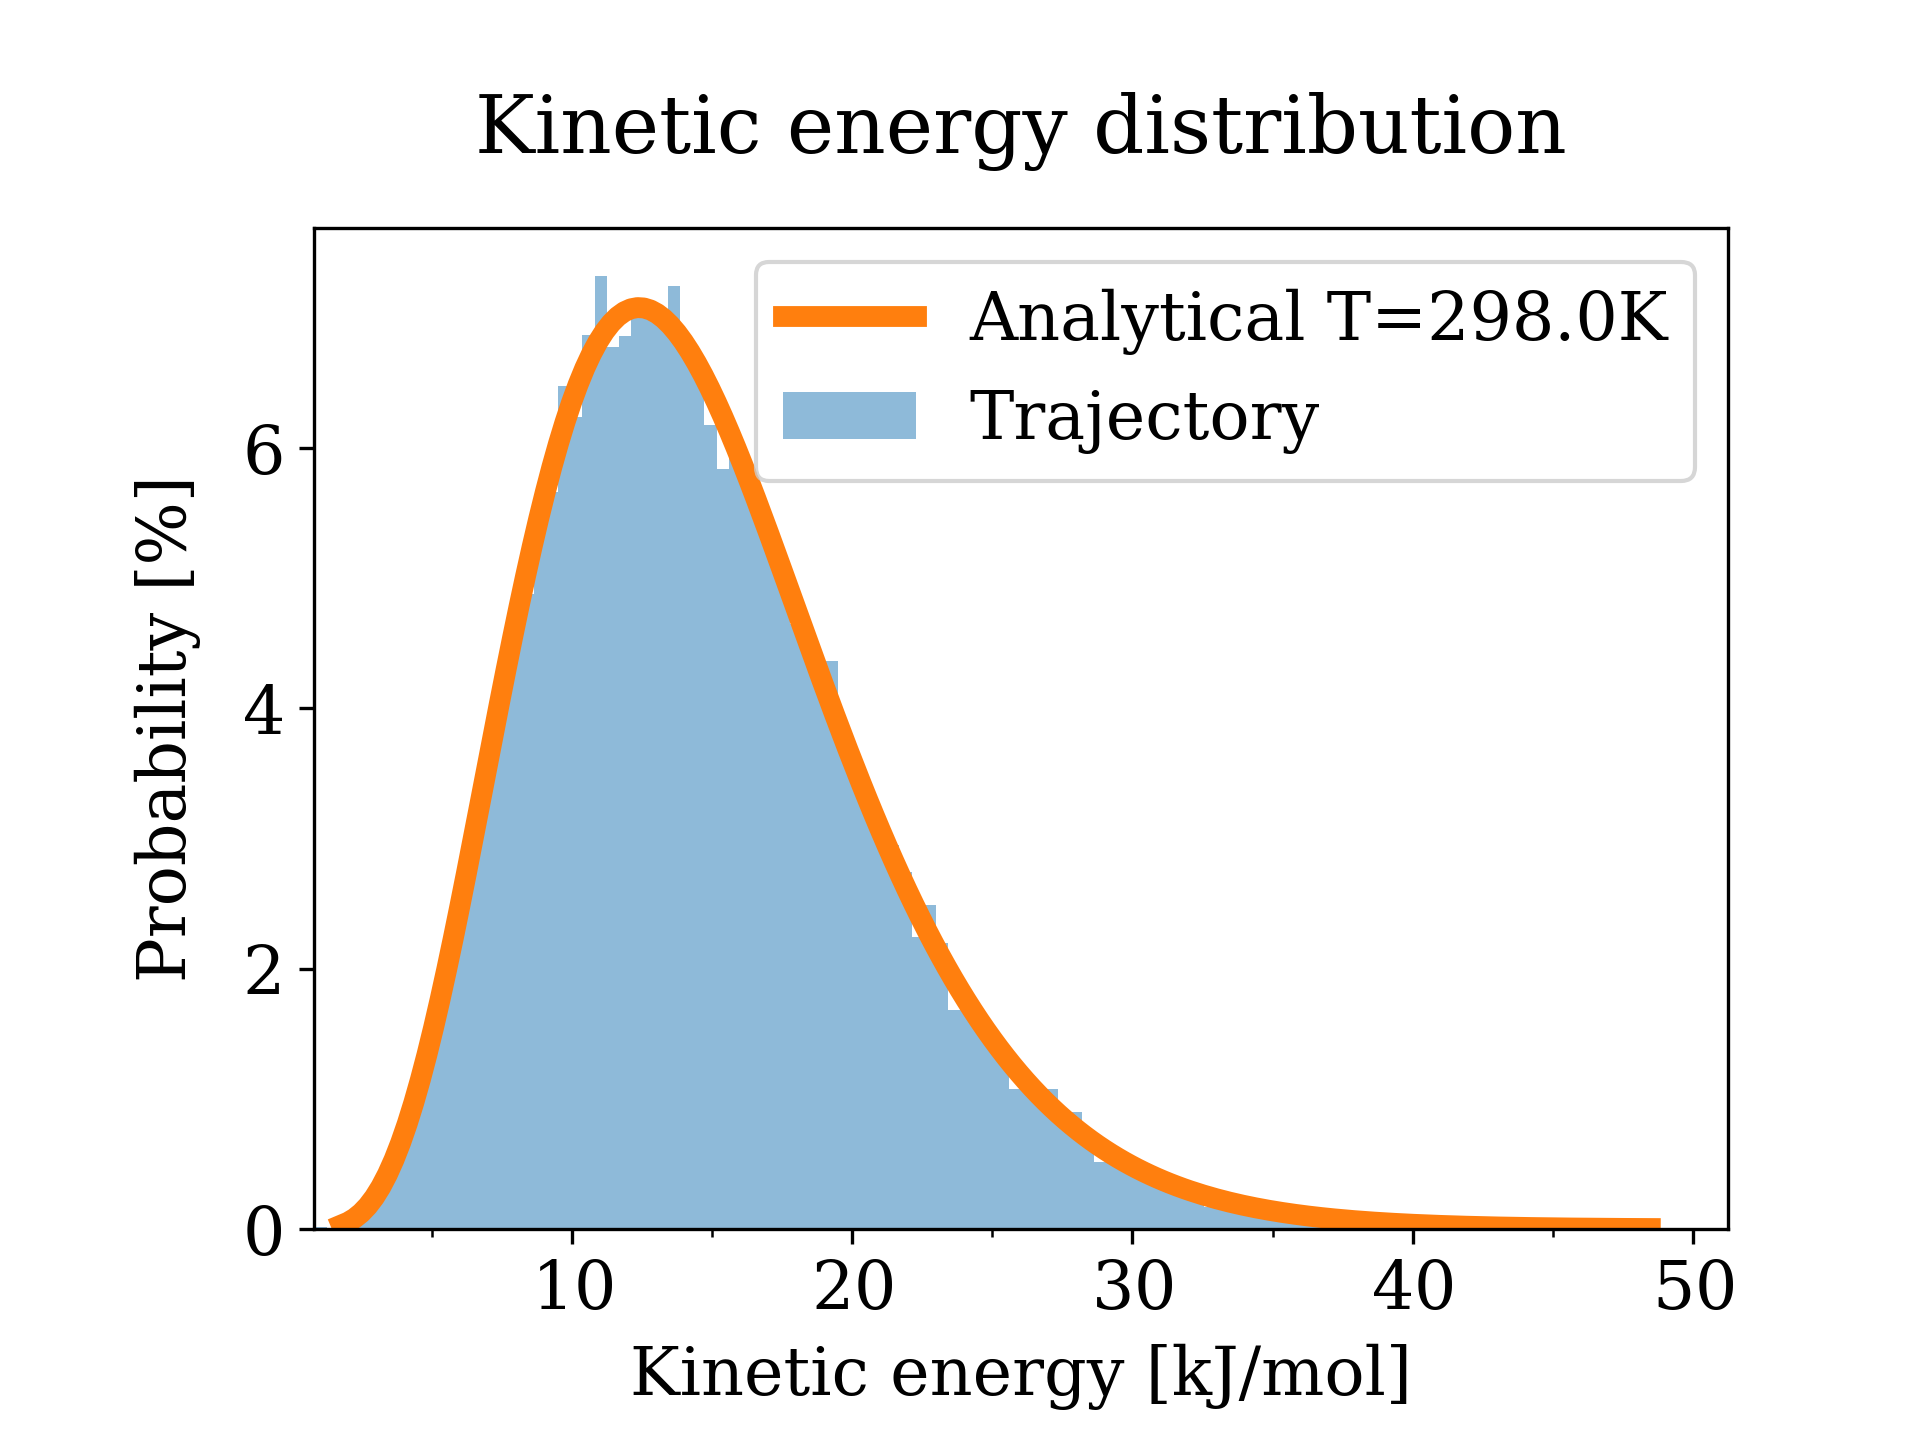 Kinetic energy distribution
Analytical T=298.0K
Trajectory
Probability [%]
6
4
2
0
10 20 30 40 50
Kinetic energy [kJ/mol]